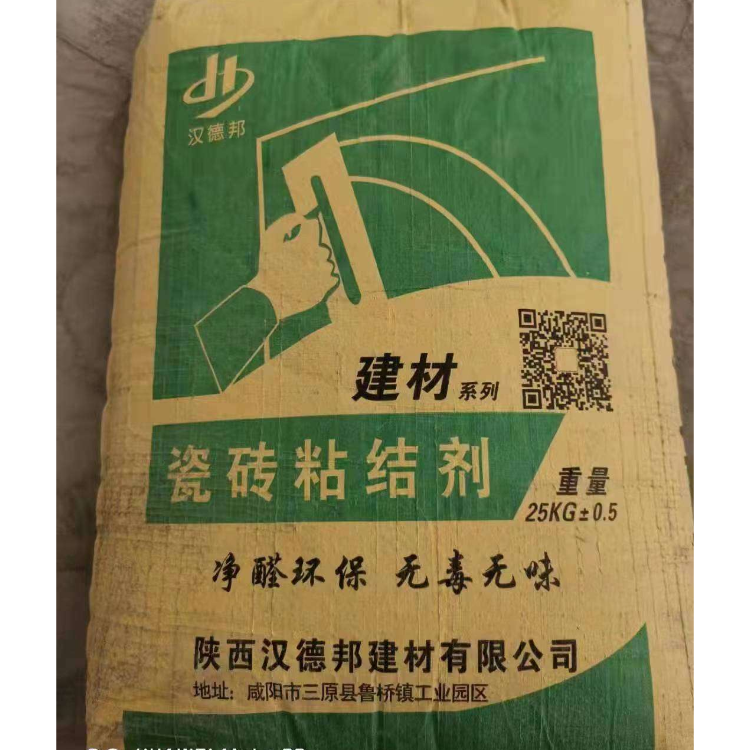 汉德邦
建材系列
瓷砖粘结剂
重量
25KG±0.5
净醛环保 无毒无味
陕西汉德邦建材有限公司
地址：咸阳市三原县鲁桥镇工业园区